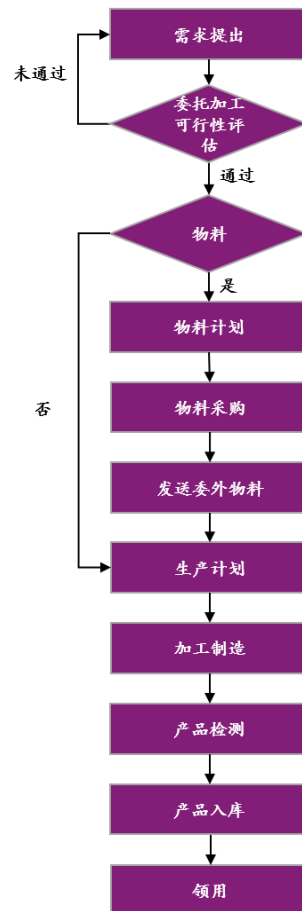 需求提出
未通过
委托加工
可行性评
估
通过
物料
是
物料计划
物料采购
否
发送委外物料
生产计划
加工制造
产品检测
产品入库
领用